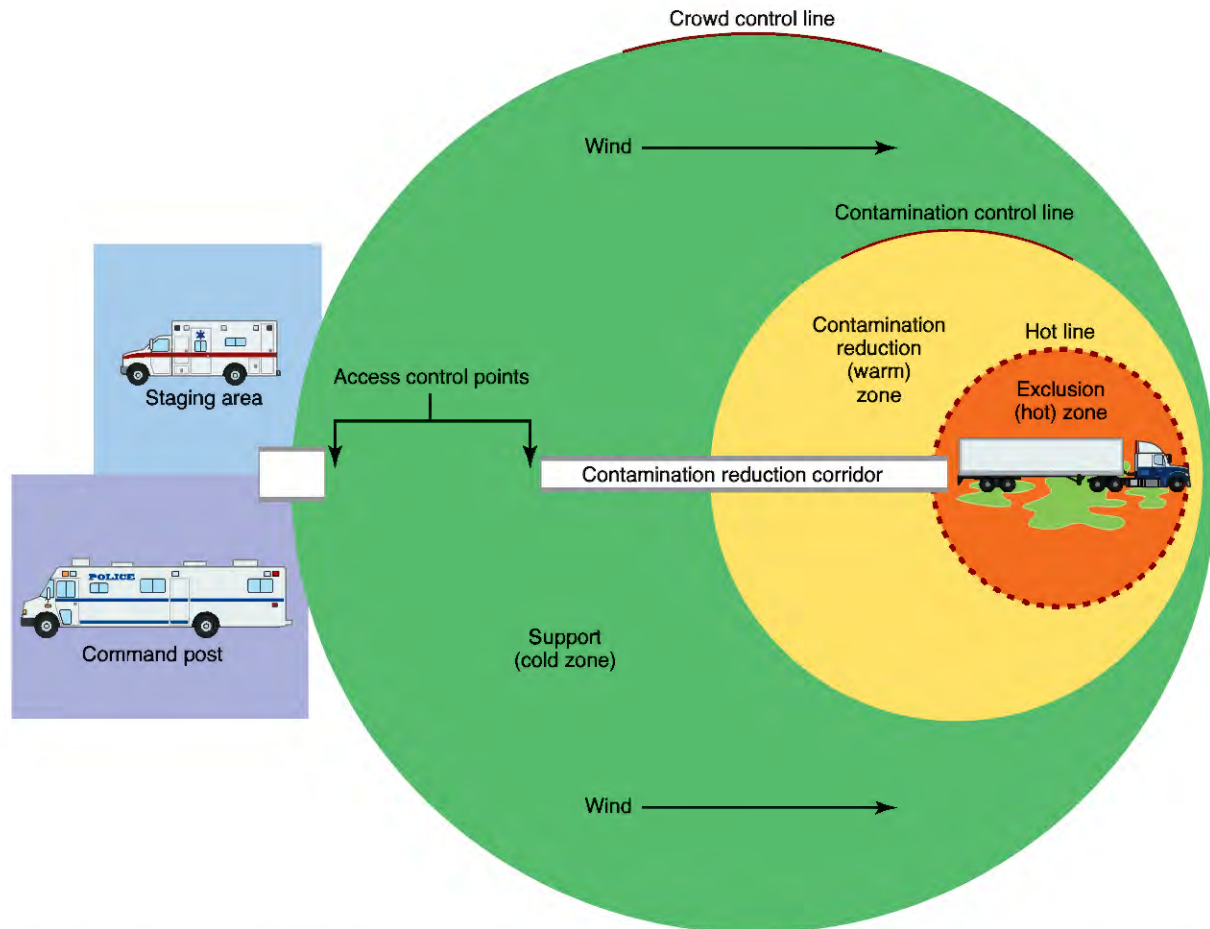 Crowd control line
Wind
Contamination control line
Contamination
reduction
(warm)
zone
Hot line
Exclusion
(hot) zone
Access control points
Staging area
Contamination reduction corridor
POLICE
Command post
Support
(cold zone)
Wind